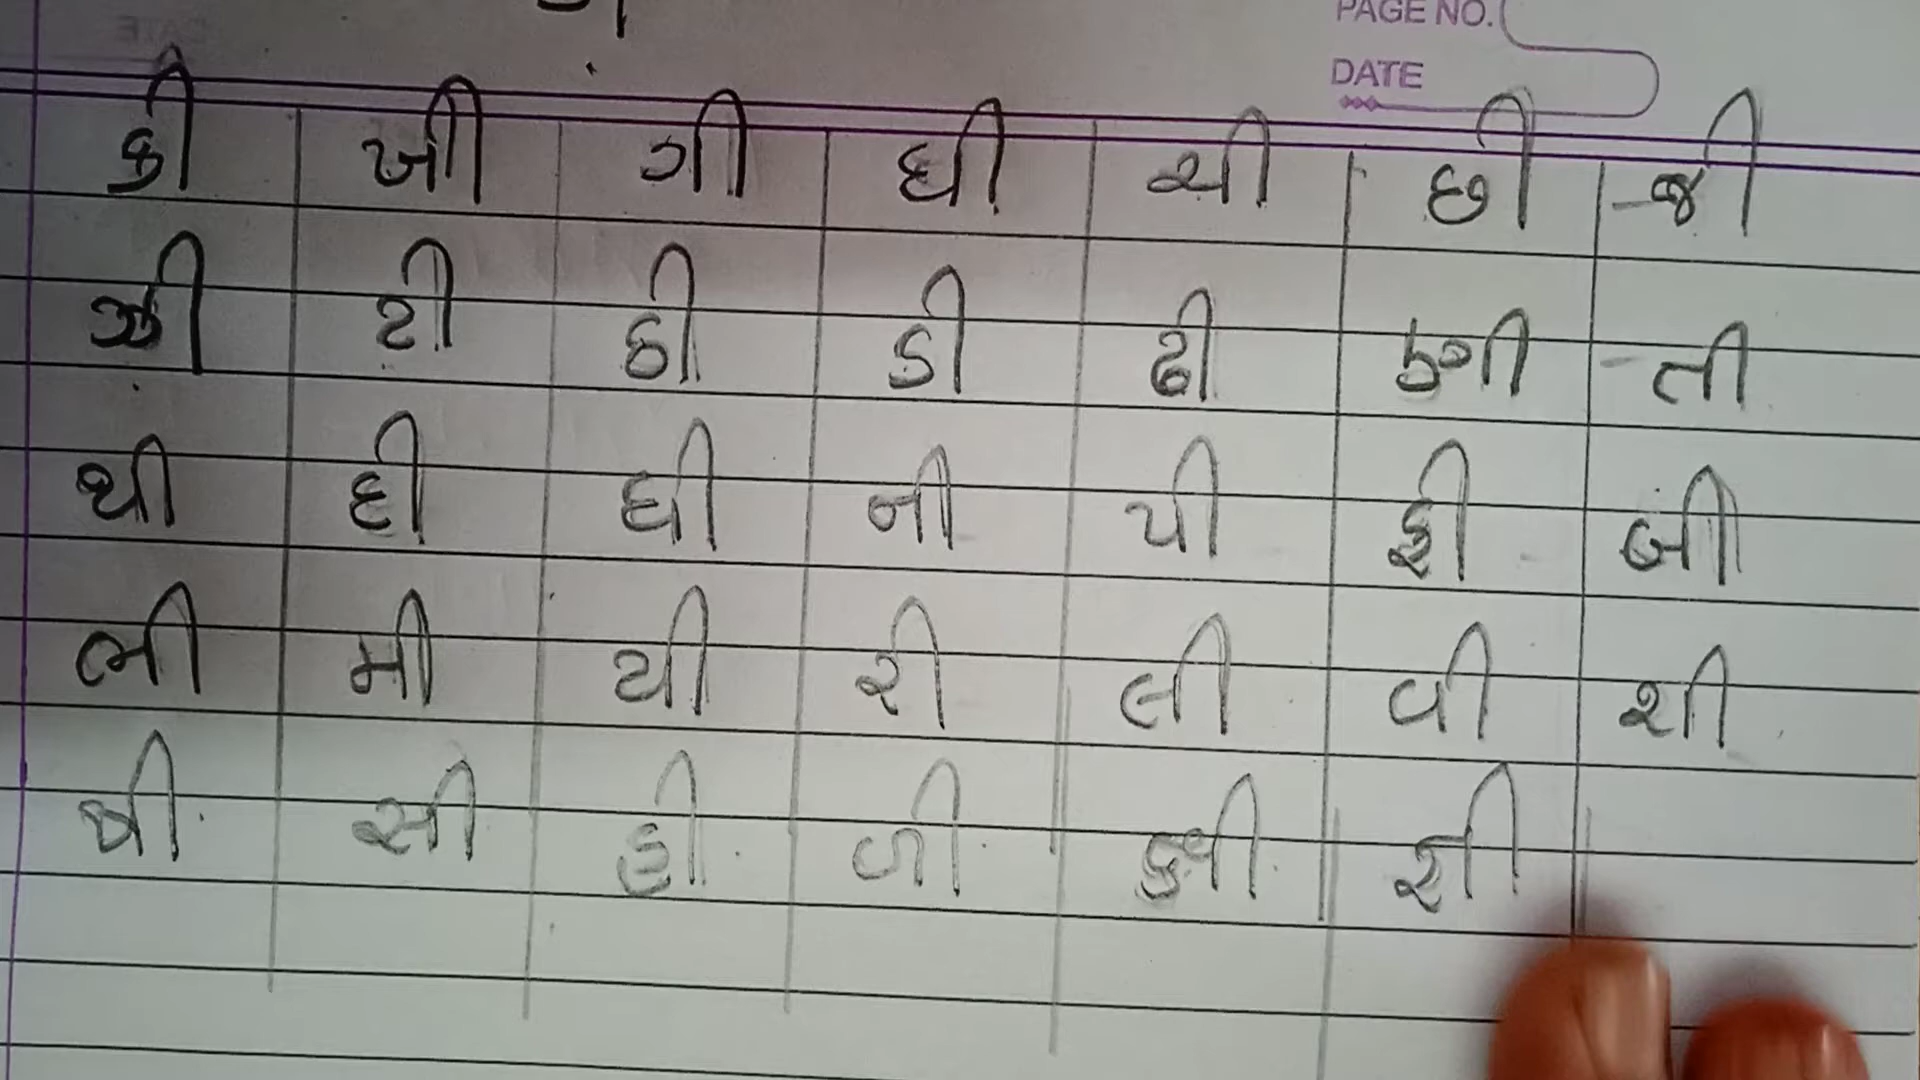 PAGE NO.
DATE
કી ખી ગી ઘી ચી છી જી
ઝી ટી ઠી ડી ઢી ણી તી
થી દી ધી ની પી ફી બી
ભી મી યી રી લી વી શી
ષી સી હી ળી ક્ષી જ્ઞી